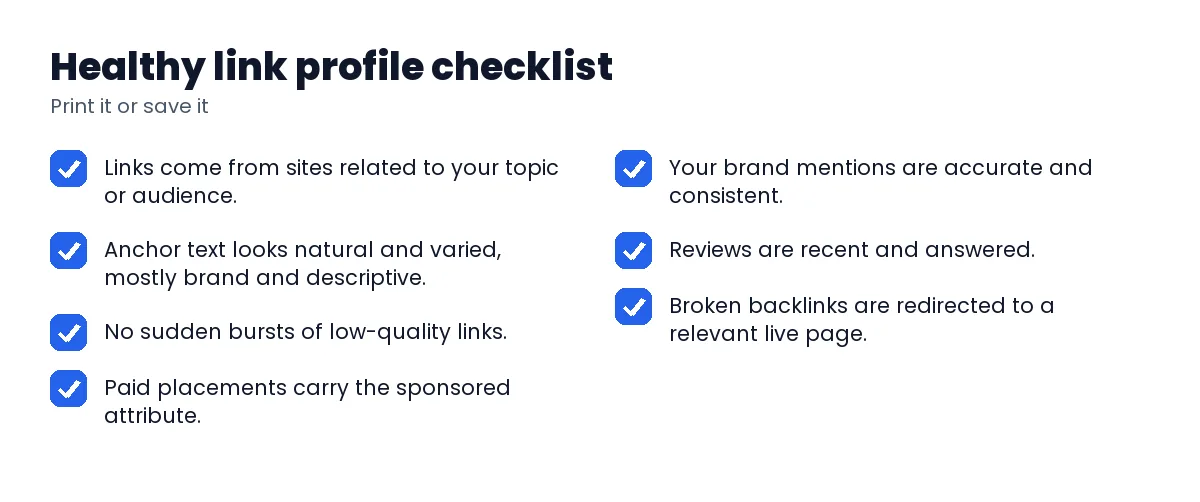 Healthy link profile checklist
Print it or save it
Links come from sites related to your topic
or audience.
Anchor text looks natural and varied,
mostly brand and descriptive.
No sudden bursts of low-quality links.
Paid placements carry the sponsored
attribute.
Your brand mentions are accurate and
consistent.
Reviews are recent and answered.
Broken backlinks are redirected to a
relevant live page.